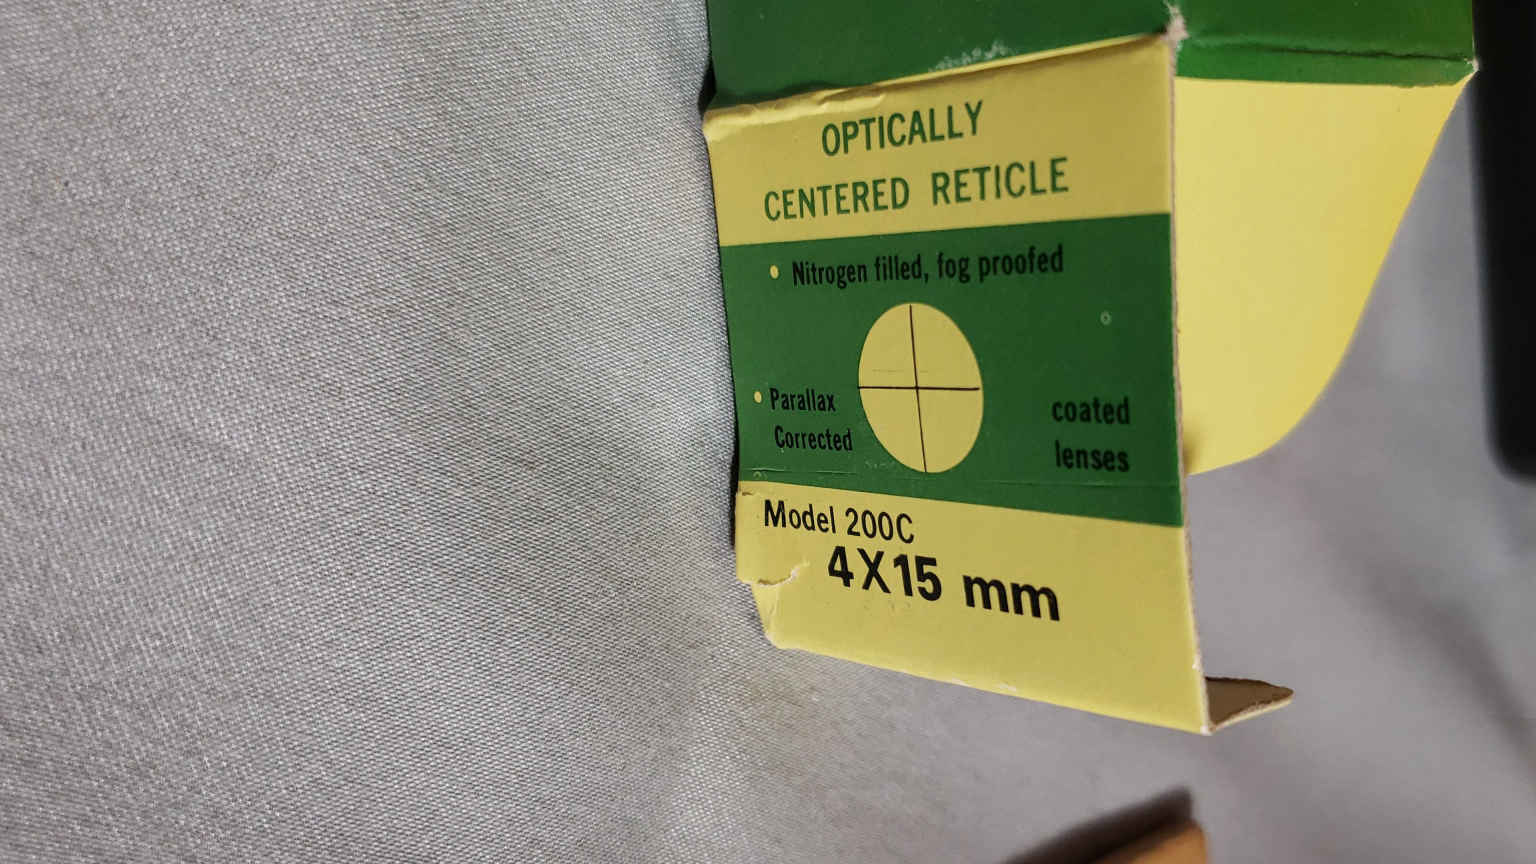 OPTICALLY
CENTERED RETICLE
• Nitrogen filled, fog proofed
• Parallax
Corrected
coated
lenses
Model 200C
4X15 mm